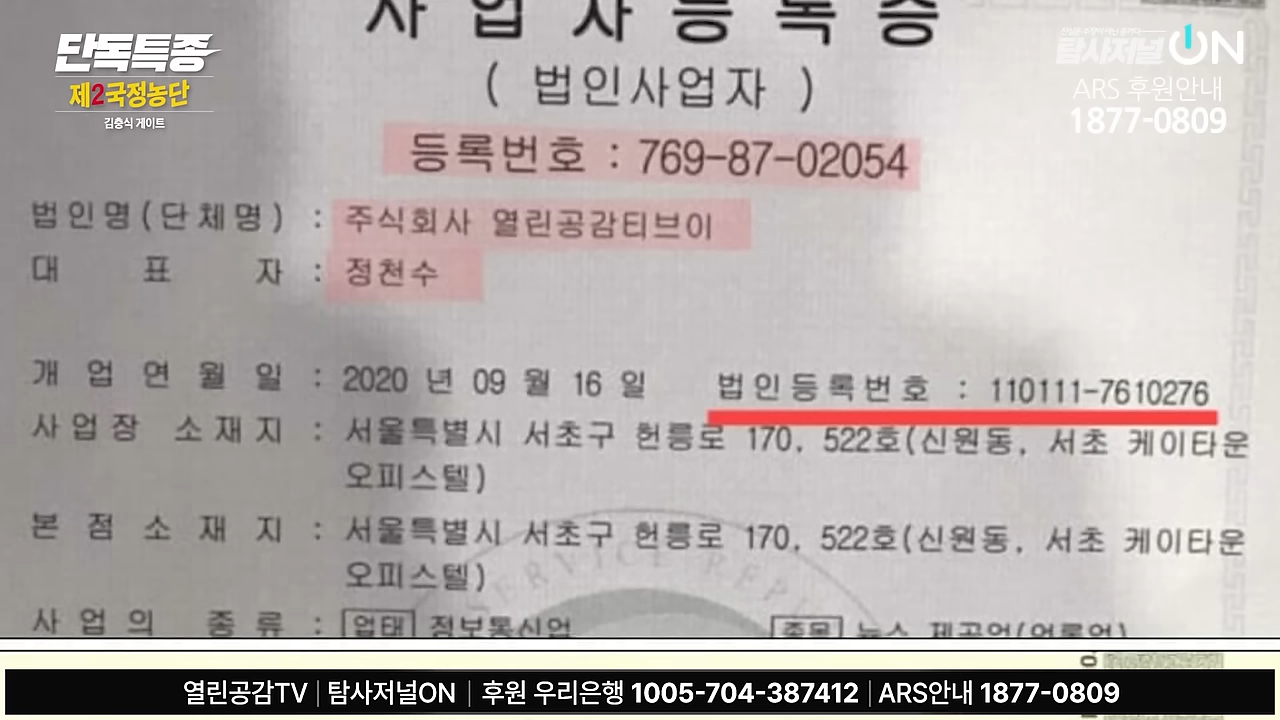 사업자등록증
( 법인사업자 )
등록번호 : 769-87-02054
법인명(단체명) : 주식회사 열린공감티브이
대표자 : 정천수
개업연월일 : 2020 년 09 월 16 일 법인등록번호 : 110111-7610276
사업장 소재지 : 서울특별시 서초구 헌릉로 170, 522호(신원동, 서초 케이타운
오피스텔)
본점소재지 : 서울특별시 서초구 헌릉로 170, 522호(신원동, 서초 케이타운
오피스텔)
사업의 종류 : 업태 정보통신업 종목 뉴스 제공업(언론업)
SERVICE REPU
단독특종
제2국정농단
김충식 게이트
탐사저널 ON
ARS 후원안내
1877-0809
열린공감TV | 탐사저널ON | 후원 우리은행 1005-704-387412 | ARS안내 1877-0809